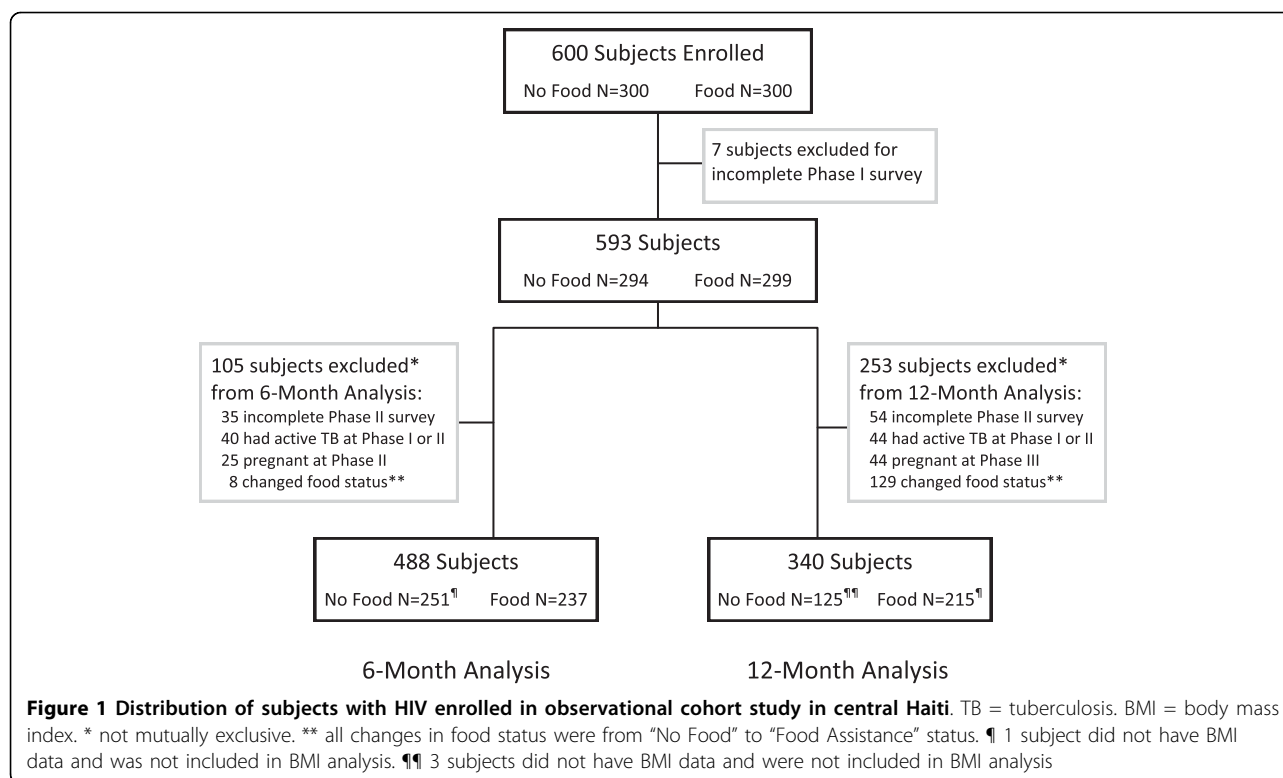 600 Subjects Enrolled
No Food N=300 Food N=300
7 subjects excluded for
incomplete Phase I survey
593 Subjects
No Food N=294 Food N=299
105 subjects excluded*
from 6-Month Analysis:
35 incomplete Phase II survey
40 had active TB at Phase I or II
25 pregnant at Phase II
8 changed food status**
253 subjects excluded*
from 12-Month Analysis:
54 incomplete Phase II survey
44 had active TB at Phase I or II
44 pregnant at Phase III
129 changed food status**
488 Subjects
No Food N=251¶ Food N=237
340 Subjects
No Food N=125¶¶ Food N=215¶
6-Month Analysis
12-Month Analysis
Figure 1 Distribution of subjects with HIV enrolled in observational cohort study in central Haiti. TB = tuberculosis. BMI = body mass
index. * not mutually exclusive. ** all changes in food status were from “No Food” to “Food Assistance” status. ¶ 1 subject did not have BMI
data and was not included in BMI analysis. ¶¶ 3 subjects did not have BMI data and were not included in BMI analysis